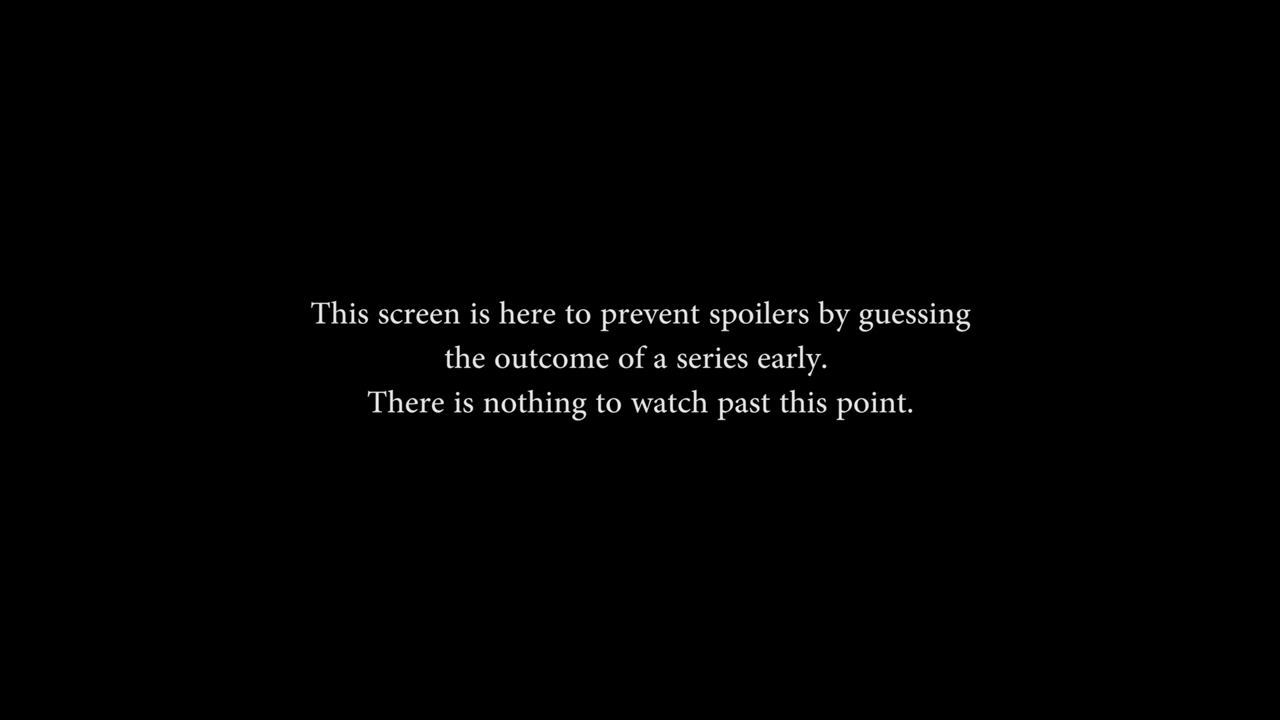 This screen is here to prevent spoilers by guessing
the outcome of a series early.
There is nothing to watch past this point.